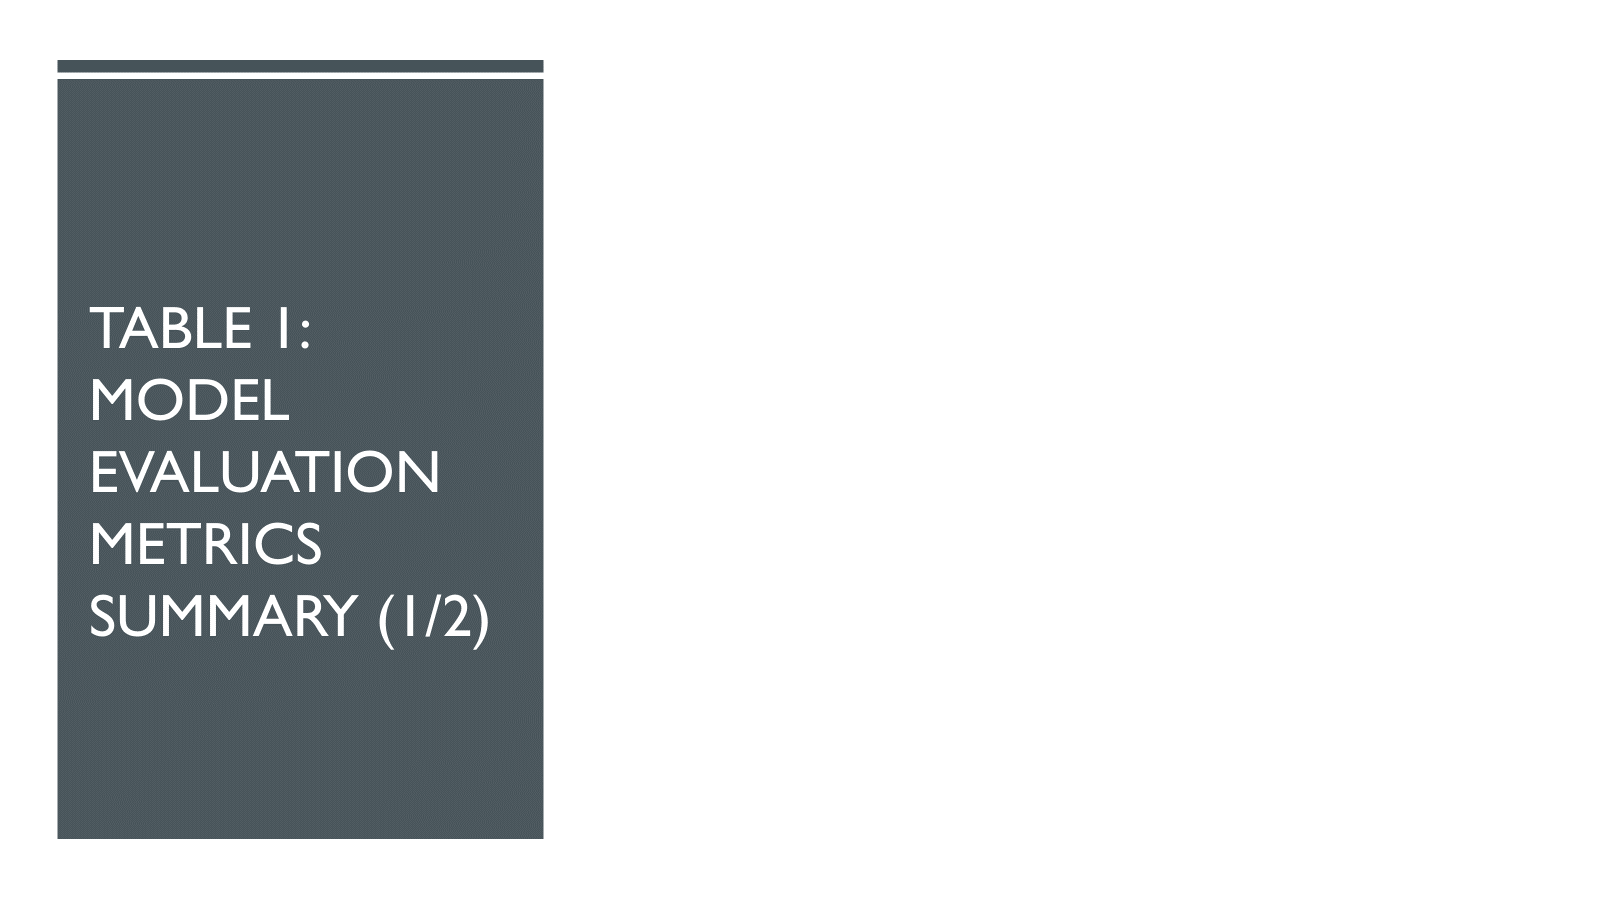 TABLE 1:
MODEL
EVALUATION
METRICS
SUMMARY (1/2)